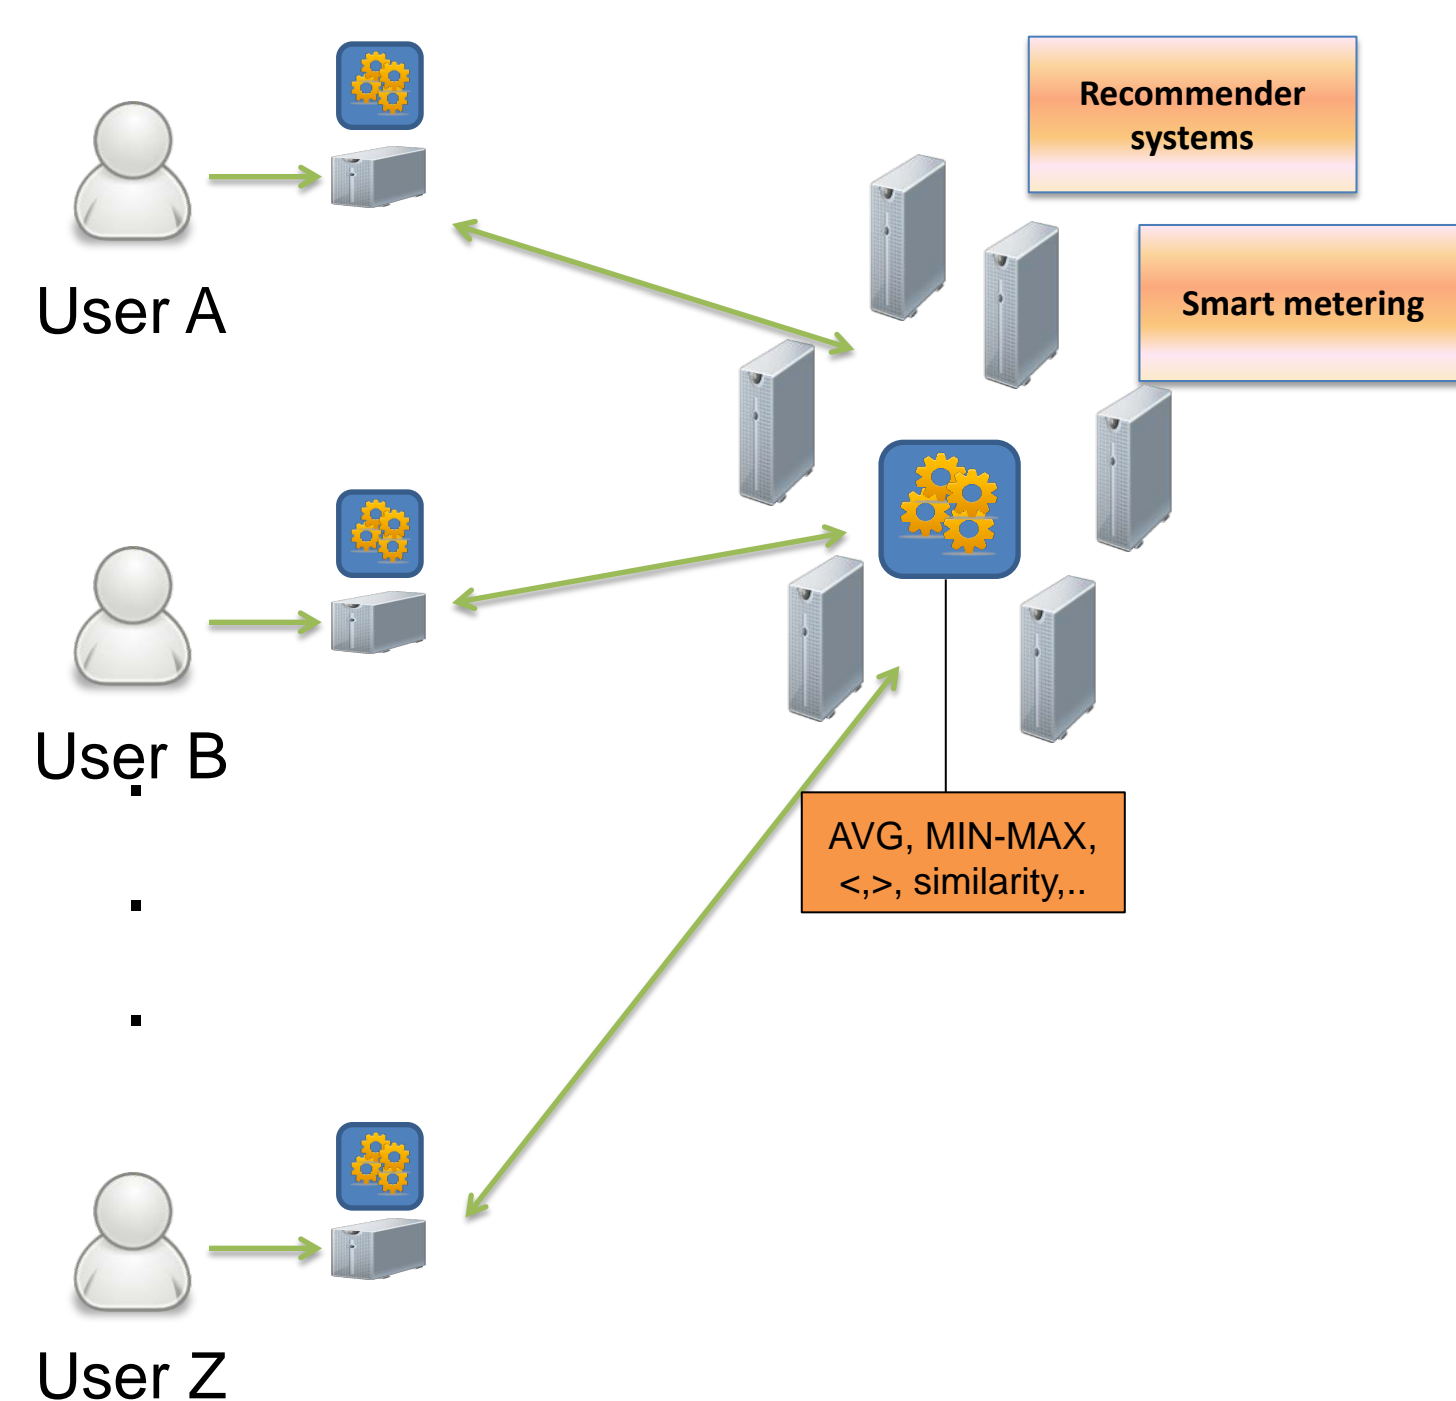 Recommender
systems
Smart metering
User A
User B
AVG, MIN-MAX,
<,>, similarity,..
User Z